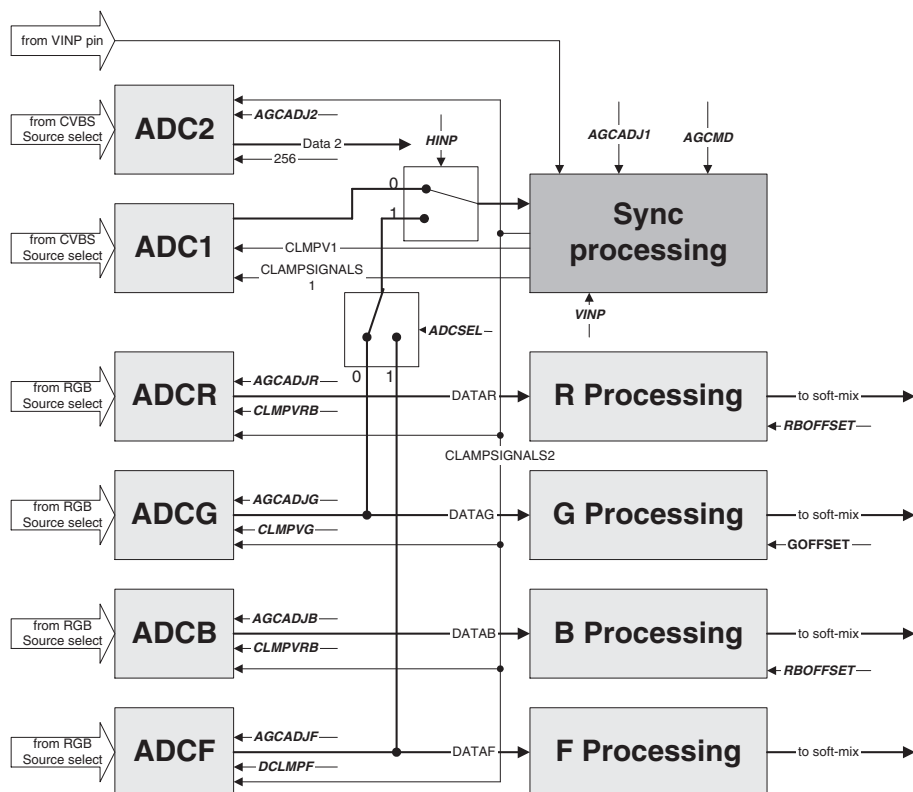 from VINP pin
from CVBS
Source select
ADC2
AGCADJ2
Data 2
256
HINP
AGCADJ1
AGCMD
0
1
Sync
processing
from CVBS
Source select
ADC1
CLMPV1
CLAMPSIGNALS
1
VINP
ADCSEL
0
1
from RGB
Source select
ADCR
AGCADJR
CLMPVRB
DATAR
R Processing
to soft-mix
RBOFFSET
CLAMPSIGNALS2
from RGB
Source select
ADCG
AGCADJG
CLMPVG
DATAG
G Processing
to soft-mix
GOFFSET
from RGB
Source select
ADCB
AGCADJB
CLMPVRB
DATAB
B Processing
to soft-mix
RBOFFSET
from RGB
Source select
ADCF
AGCADJF
DCLMPF
DATAF
F Processing
to soft-mix